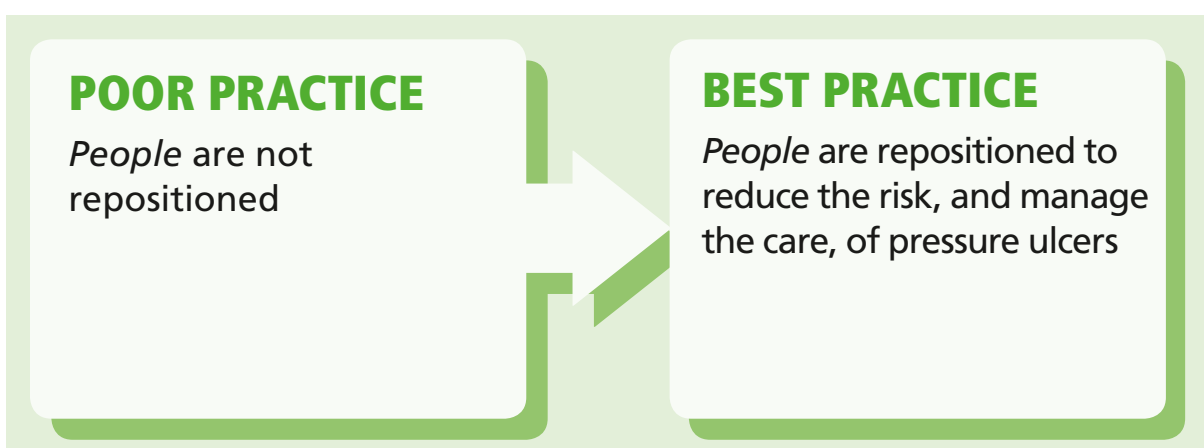 POOR PRACTICE
People are not
repositioned
BEST PRACTICE
People are repositioned to
reduce the risk, and manage
the care, of pressure ulcers